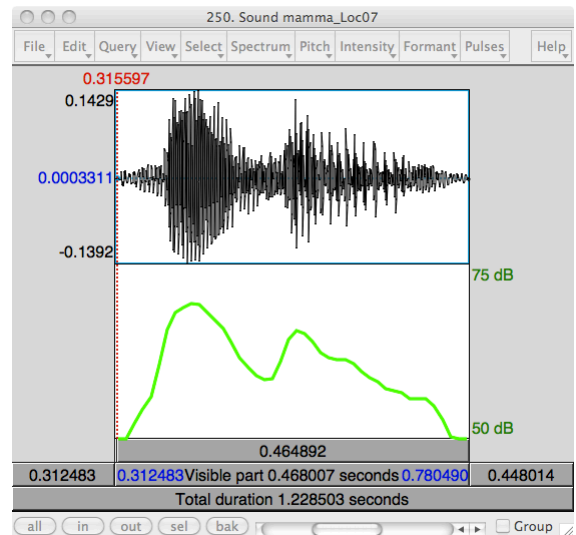 250. Sound mamma_Loc07
File Edit Query View Select Spectrum Pitch Intensity Formant Pulses Help
0.315597
0.1429
0.0003311
-0.1392
75 dB
50 dB
0.464892
0.312483 0.312483 Visible part 0.468007 seconds 0.780490 0.448014
Total duration 1.228503 seconds
all in out sel bak Group